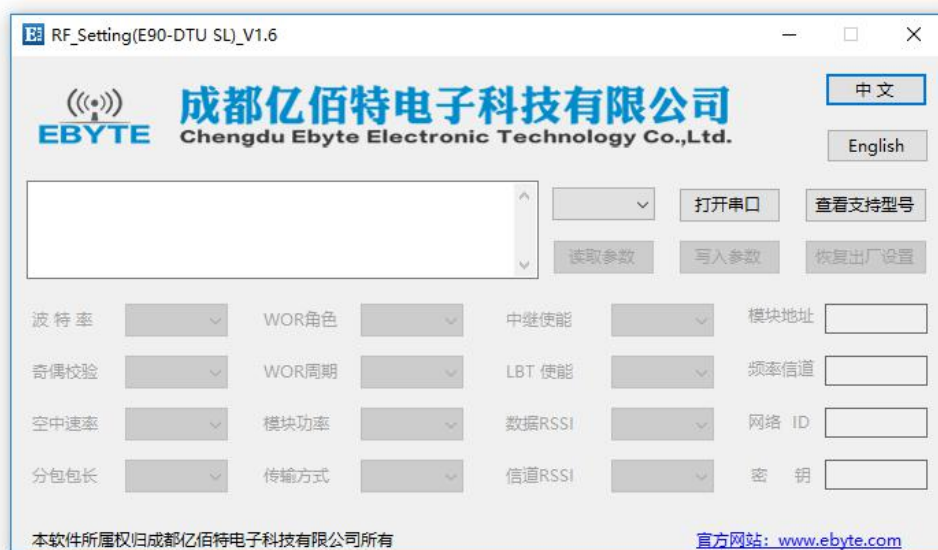 RF_Setting(E90-DTU SL)_V1.6
EBYTE
成都亿佰特电子科技有限公司
Chengdu Ebyte Electronic Technology Co.,Ltd.
中文
English
打开串口
查看支持型号
读取参数
写入参数
恢复出厂设置
波特率
WOR角色
中继使能
模块地址
奇偶校验
WOR周期
LBT 使能
频率信道
空中速率
模块功率
数据RSSI
网络 ID
分包包长
传输方式
信道RSSI
密 钥
本软件所属权归成都亿佰特电子科技有限公司所有
官方网站：www.ebyte.com